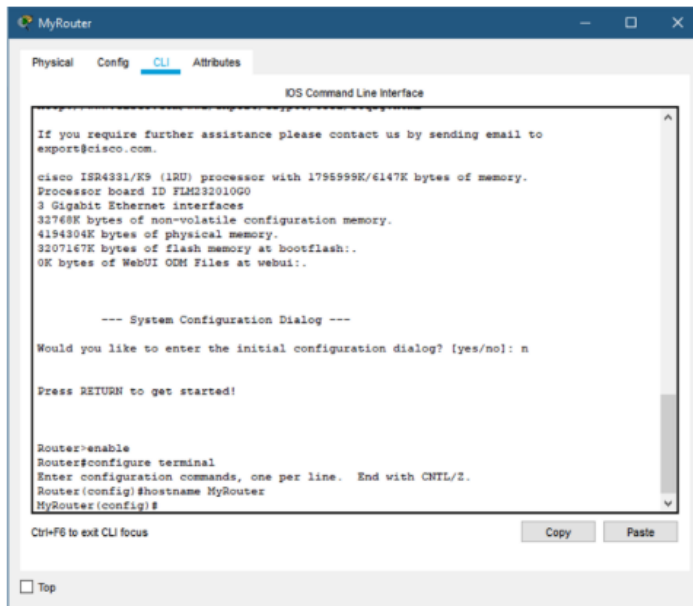 MyRouter
Physical Config CLI Attributes
IOS Command Line Interface
If you require further assistance please contact us by sending email to
export@cisco.com.
cisco ISR4331/K9 (1RU) processor with 1795999K/6147K bytes of memory.
Processor board ID FLM232010G0
3 Gigabit Ethernet interfaces
32768K bytes of non-volatile configuration memory.
4194304K bytes of physical memory.
3207167K bytes of flash memory at bootflash:.
0K bytes of WebUI ODM Files at webui:.
--- System Configuration Dialog ---
Would you like to enter the initial configuration dialog? [yes/no]: n
Press RETURN to get started!
Router>enable
Router#configure terminal
Enter configuration commands, one per line. End with CNTL/Z.
Router(config)#hostname MyRouter
MyRouter(config)#
Ctrl+F6 to exit CLI focus
Copy Paste
Top